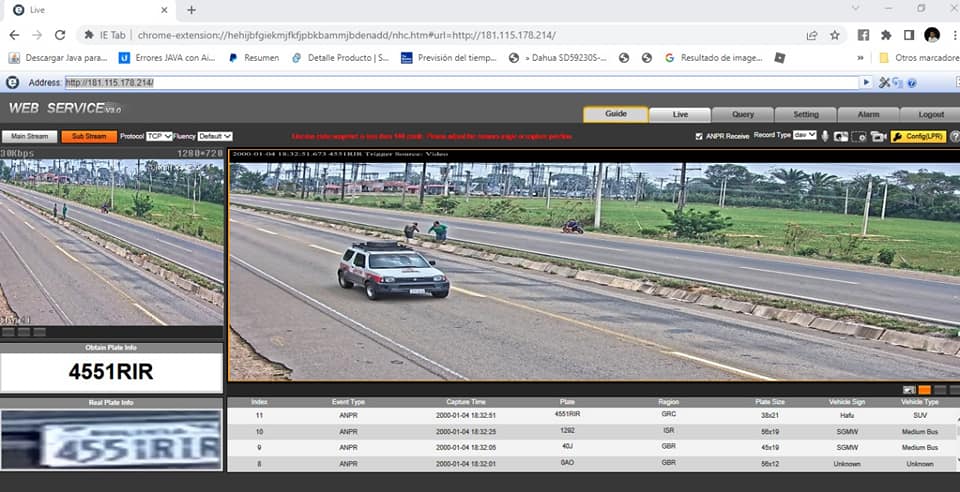 Live
IE Tab | chrome-extension://hehijbfgiekmjfkfjpbkbammjbdenadd/nhc.htm#url=http://181.115.178.214/
Descargar Java para... Errores JAVA con Ai... Resumen Detalle Producto | S... Previsión del tiemp... > Dahua SD59230S-... Resultado de image... » Otros marcadores
Address: http://181.115.178.214/
WEB SERVICE V3.0
Guide Live Query Setting Alarm Logout
Main Stream Sub Stream Protocol TCP Fluency Default
ANPR Receive Record Type dav Config(LPR)
30Kbps 1280*720
2000-01-04 18:32:51 673 4551RIR Trigger Source: Video
Obtain Plate Info
4551RIR
Real Plate Info
4551RIR
Index Event Type Capture Time Plate Region Plate Size Vehicle Sign Vehicle Type
11 ANPR 2000-01-04 18:32:51 4551RIR GRC 38x21 Hafu SUV
10 ANPR 2000-01-04 18:32:25 1292 ISR 56x19 SGMW Medium Bus
9 ANPR 2000-01-04 18:32:05 40J GBR 45x19 SGMW Medium Bus
8 ANPR 2000-01-04 18:32:01 0AO GBR 56x12 Unknown Unknown